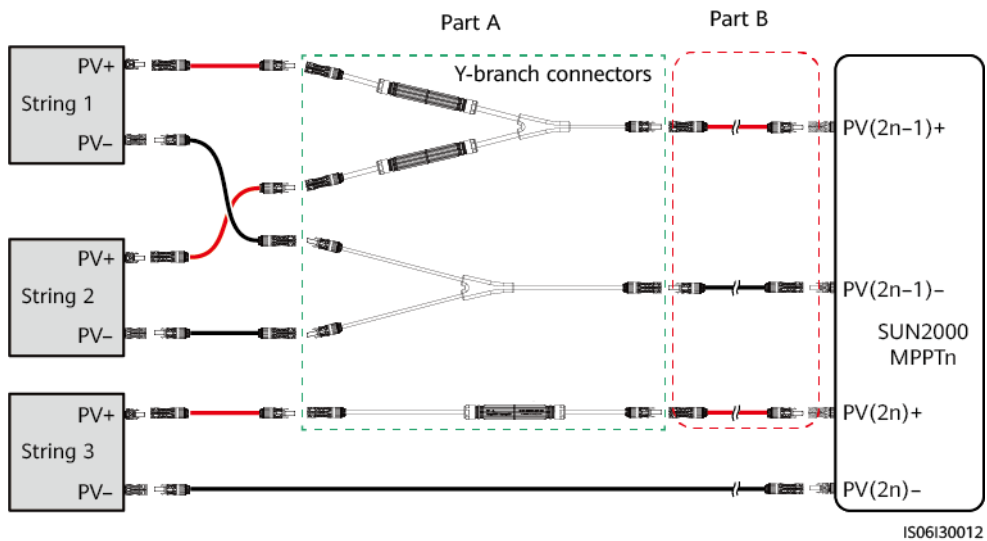 Part A
Part B
PV+
String 1
PV–
Y-branch connectors
PV(2n–1)+
PV+
String 2
PV–
PV(2n–1)–
SUN2000
MPPTn
PV+
String 3
PV–
PV(2n)+
PV(2n)–
IS06I30012